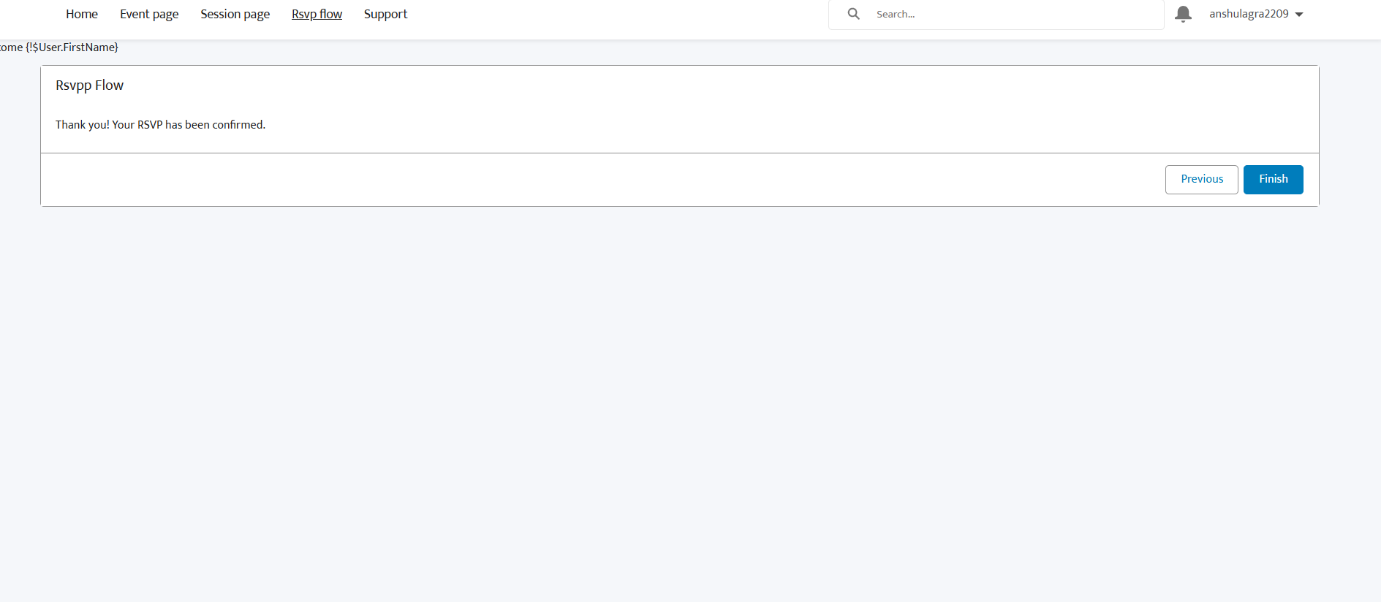 Home Event page Session page Rsvp flow Support Search... anshulagra2209
come {!$User.FirstName}
Rsvpp Flow
Thank you! Your RSVP has been confirmed.
Previous Finish